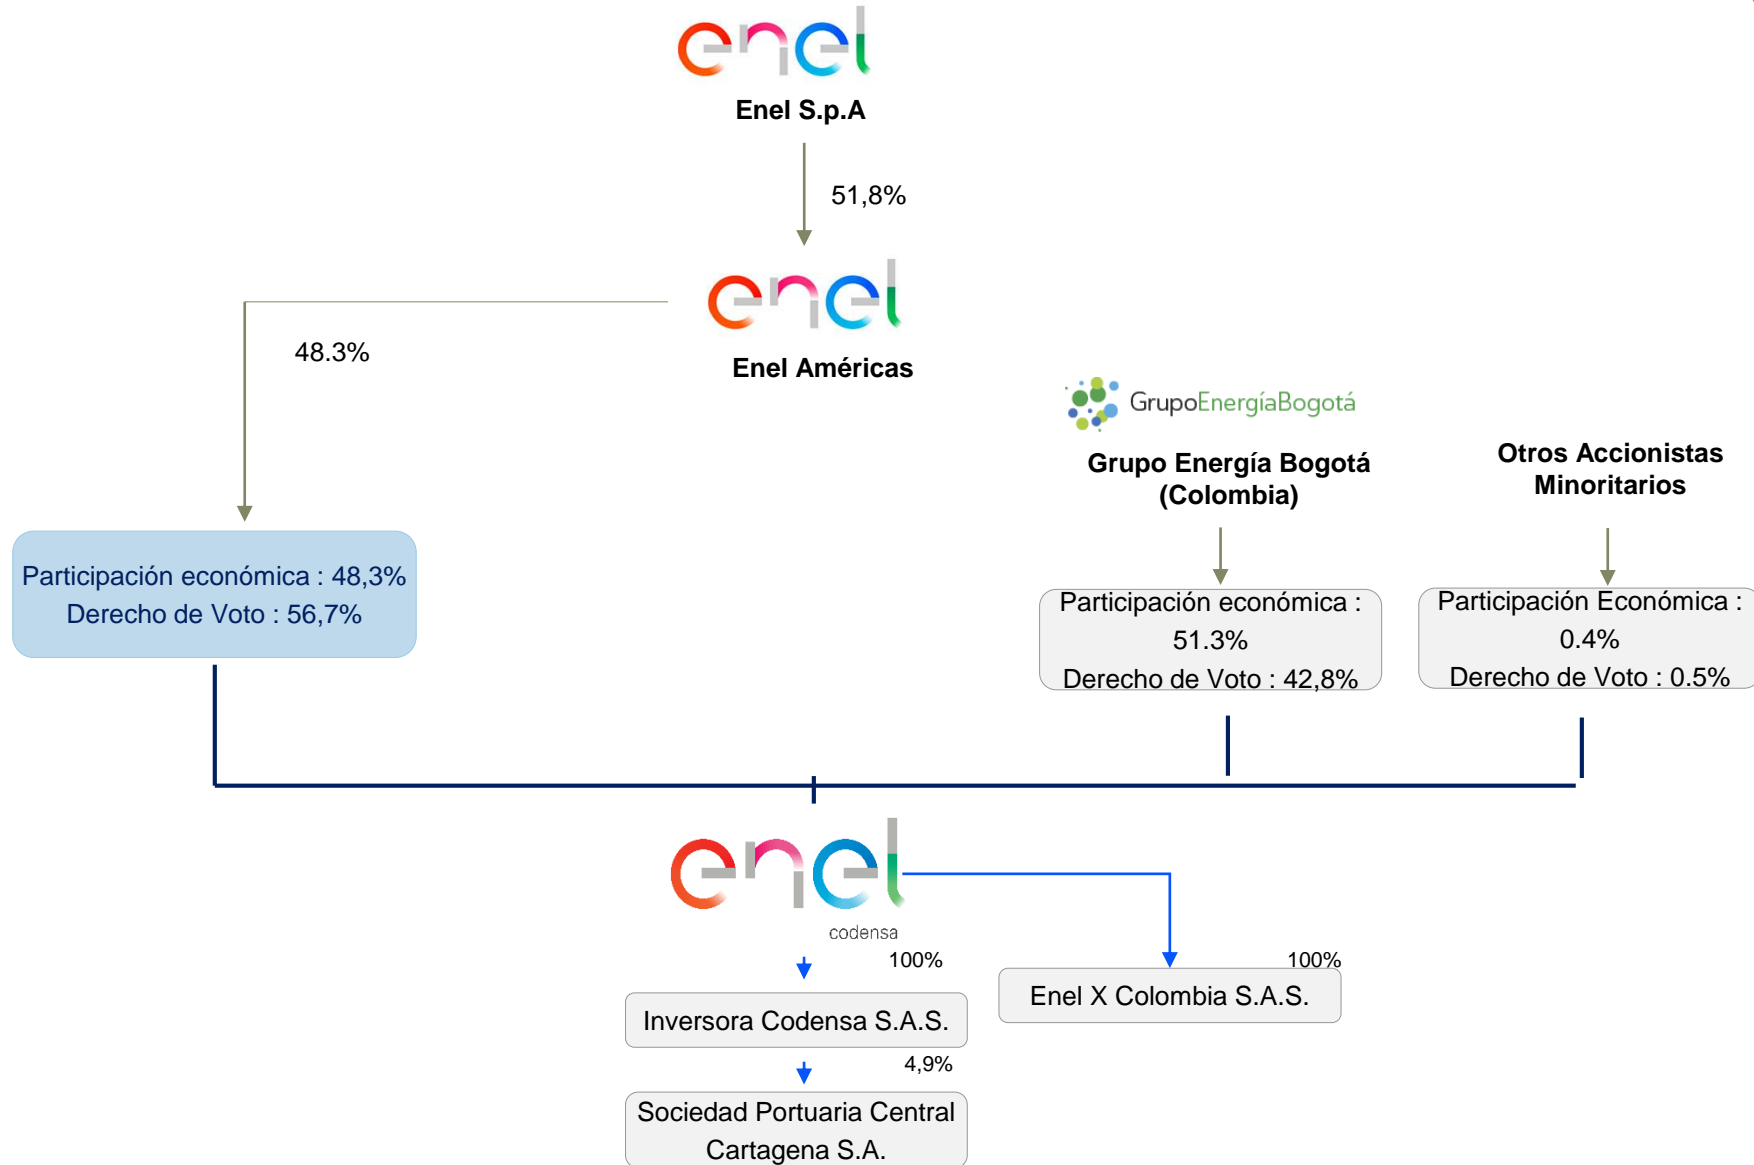 enel
Enel S.p.A
51,8%
enel
Enel Américas
48.3%
GrupoEnergíaBogotá
Grupo Energía Bogotá
(Colombia)
Otros Accionistas
Minoritarios
Participación económica : 48,3%
Derecho de Voto : 56,7%
Participación económica :
51.3%
Derecho de Voto : 42,8%
Participación Económica :
0.4%
Derecho de Voto : 0.5%
enel
codensa
100%
Inversora Codensa S.A.S.
100%
Enel X Colombia S.A.S.
4,9%
Sociedad Portuaria Central
Cartagena S.A.